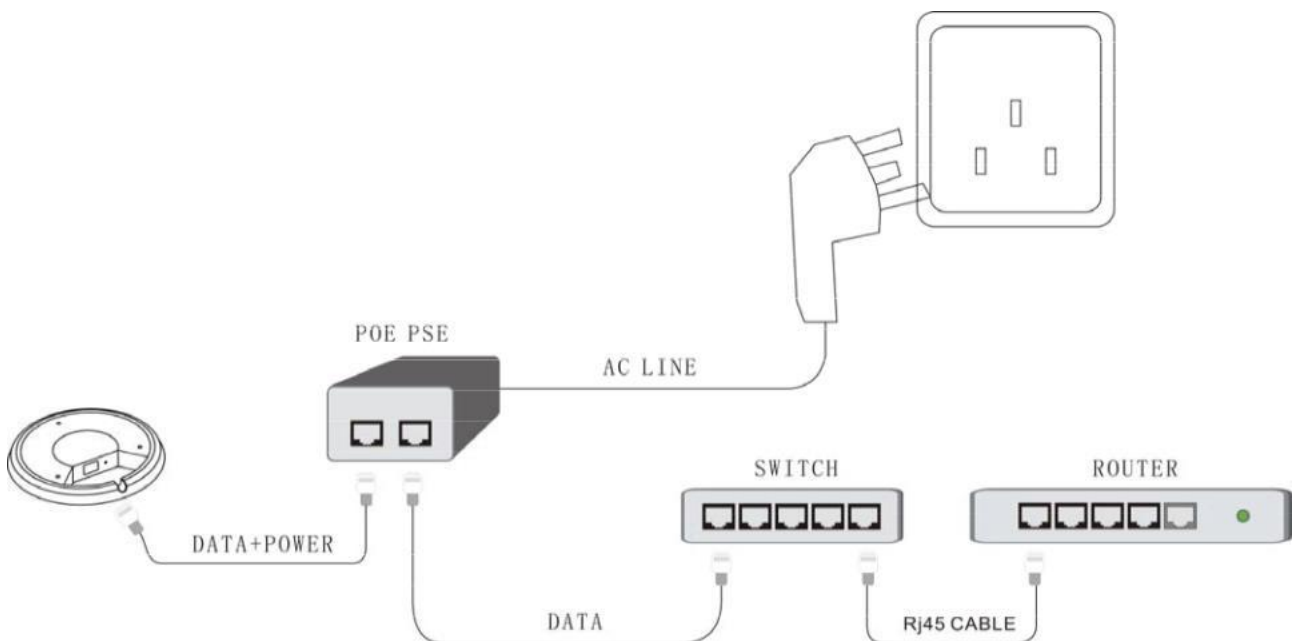 POE PSE
AC LINE
SWITCH
ROUTER
DATA+POWER
DATA
Rj45 CABLE